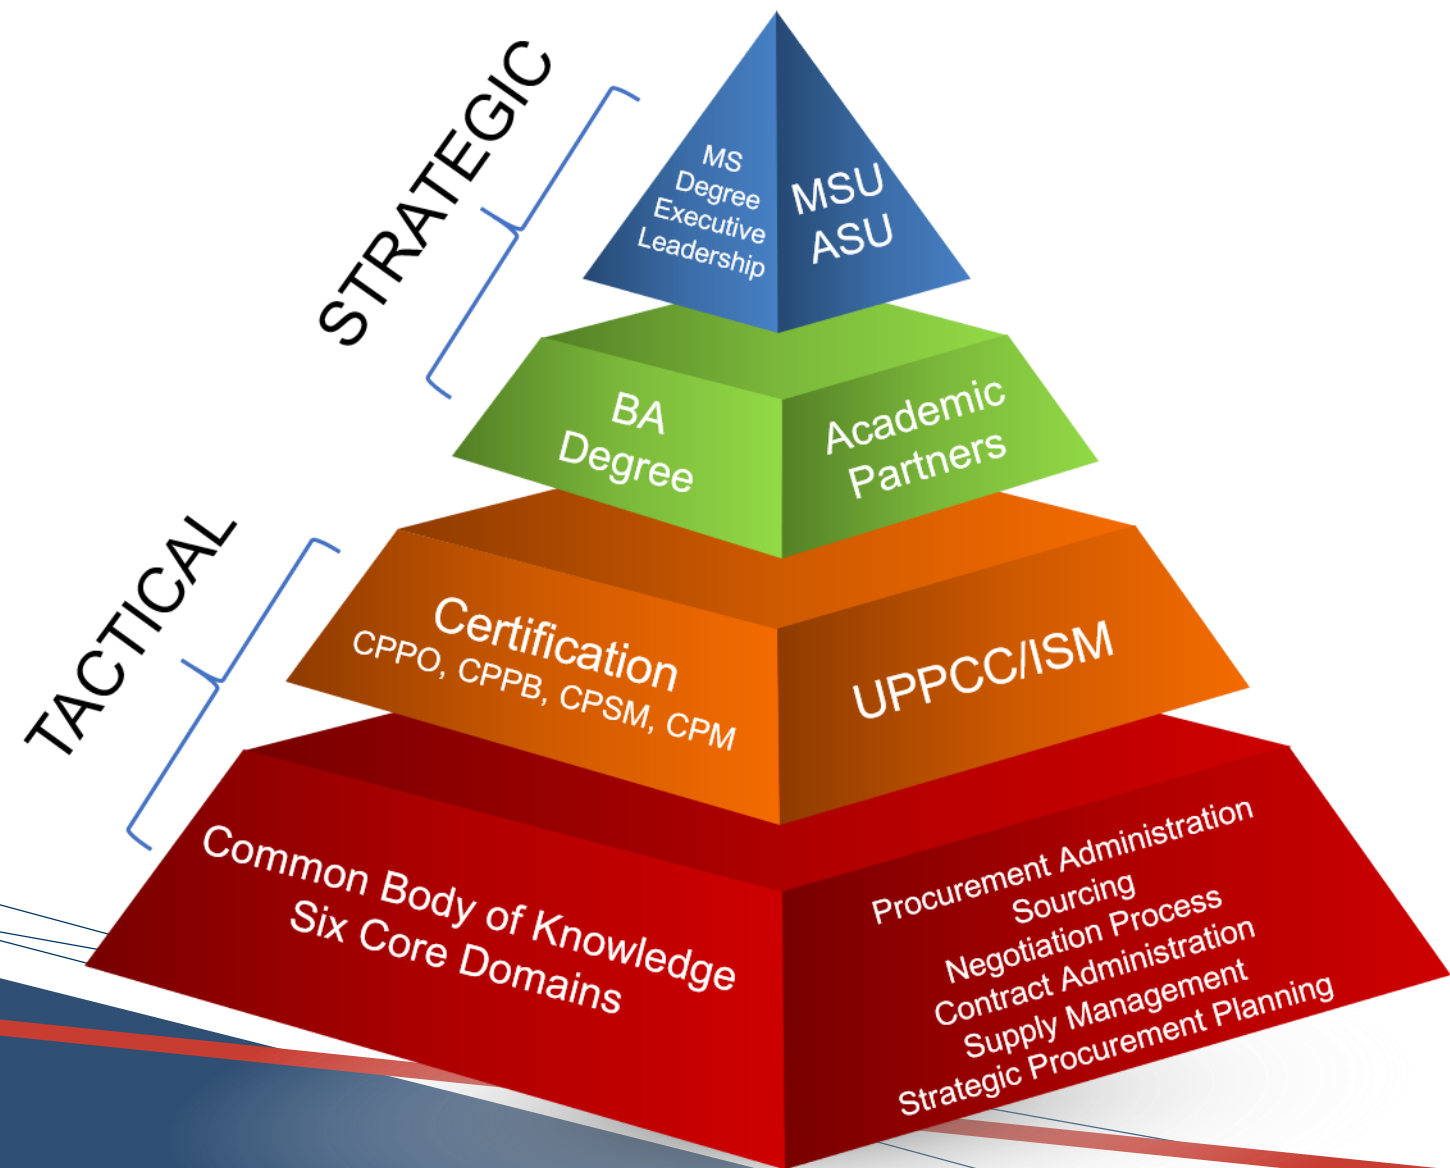 STRATEGIC
MS
Degree
Executive
Leadership
MSU
ASU
BA
Degree
Academic
Partners
TACTICAL
Certification
CPPO, CPPB, CPSM, CPM
UPPCC/ISM
Common Body of Knowledge
Six Core Domains
Procurement Administration
Sourcing
Negotiation Process
Contract Administration
Supply Management
Strategic Procurement Planning